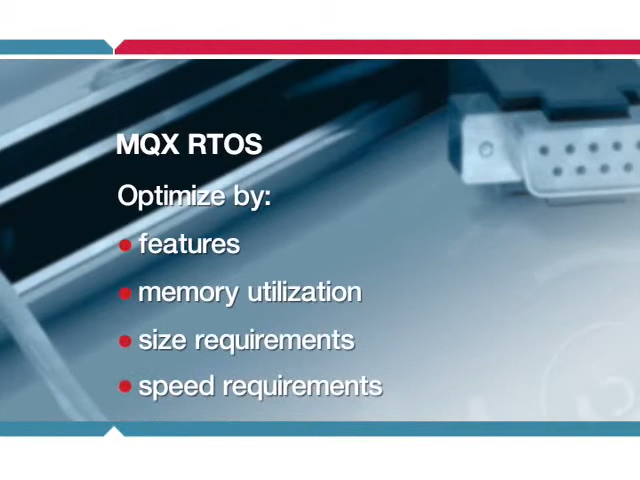 MQX RTOS
Optimize by:
• features
• memory utilization
• size requirements
• speed requirements